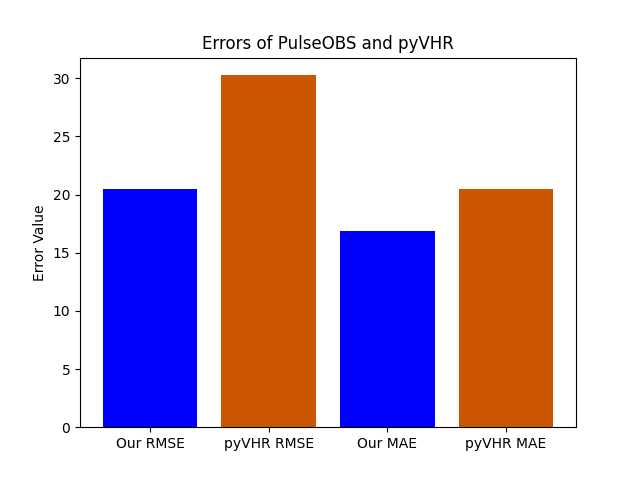 Errors of PulseOBS and pyVHR
Error Value
30
25
20
15
10
5
0
Our RMSE
pyVHR RMSE
Our MAE
pyVHR MAE